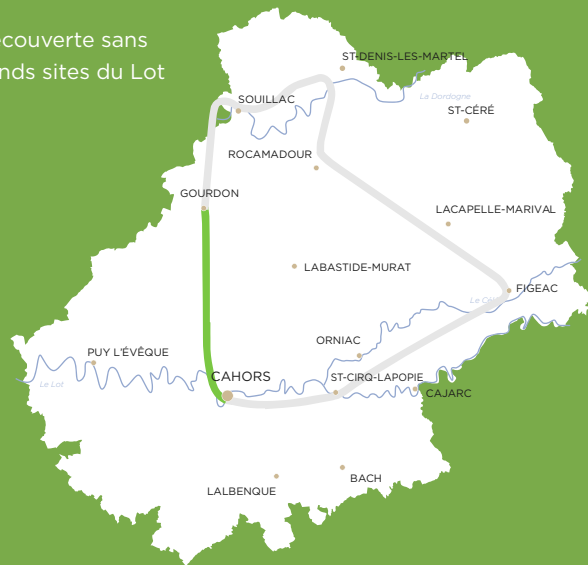 écouverte sans
nds sites du Lot
ST-DENIS-LES-MARTEL
La Dordogne
SOUILLAC
ST-CÉRÉ
ROCAMADOUR
GOURDON
LACAPELLE-MARIVAL
LABASTIDE-MURAT
FIGEAC
ORNIAC
PUY L'ÉVÊQUE
CAHORS
ST-CIRQ-LAPOPIE
Le Lot
CAJARC
BACH
LALBENQUE